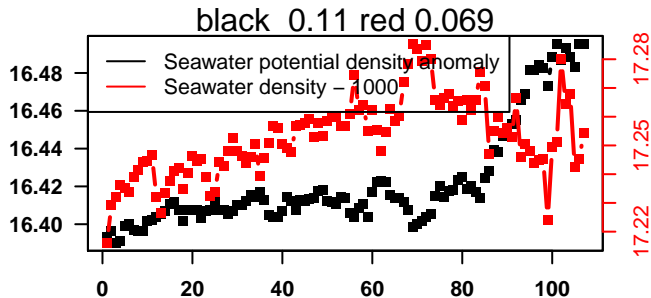 black 0.11 red 0.069
Seawater potential density anomaly
Seawater density − 1000
16.48
16.46
16.44
16.42
16.40
17.28
17.25
17.22
0 20 40 60 80 100